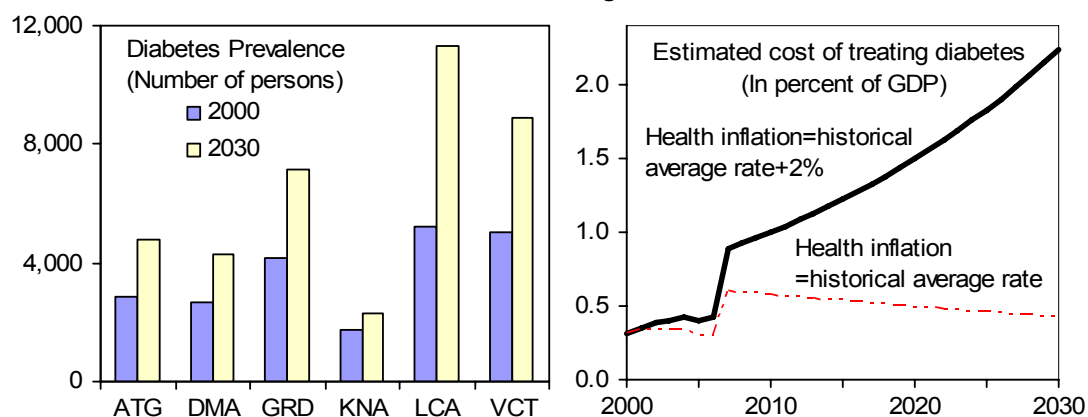 12,000
8,000
4,000
0
Diabetes Prevalence
(Number of persons)
2000
2030
ATG DMA GRD KNA LCA VCT
2.0
1.5
1.0
0.5
0.0
Estimated cost of treating diabetes
(In percent of GDP)
Health inflation=historical
average rate+2%
Health inflation
=historical average rate
2000 2010 2020 2030